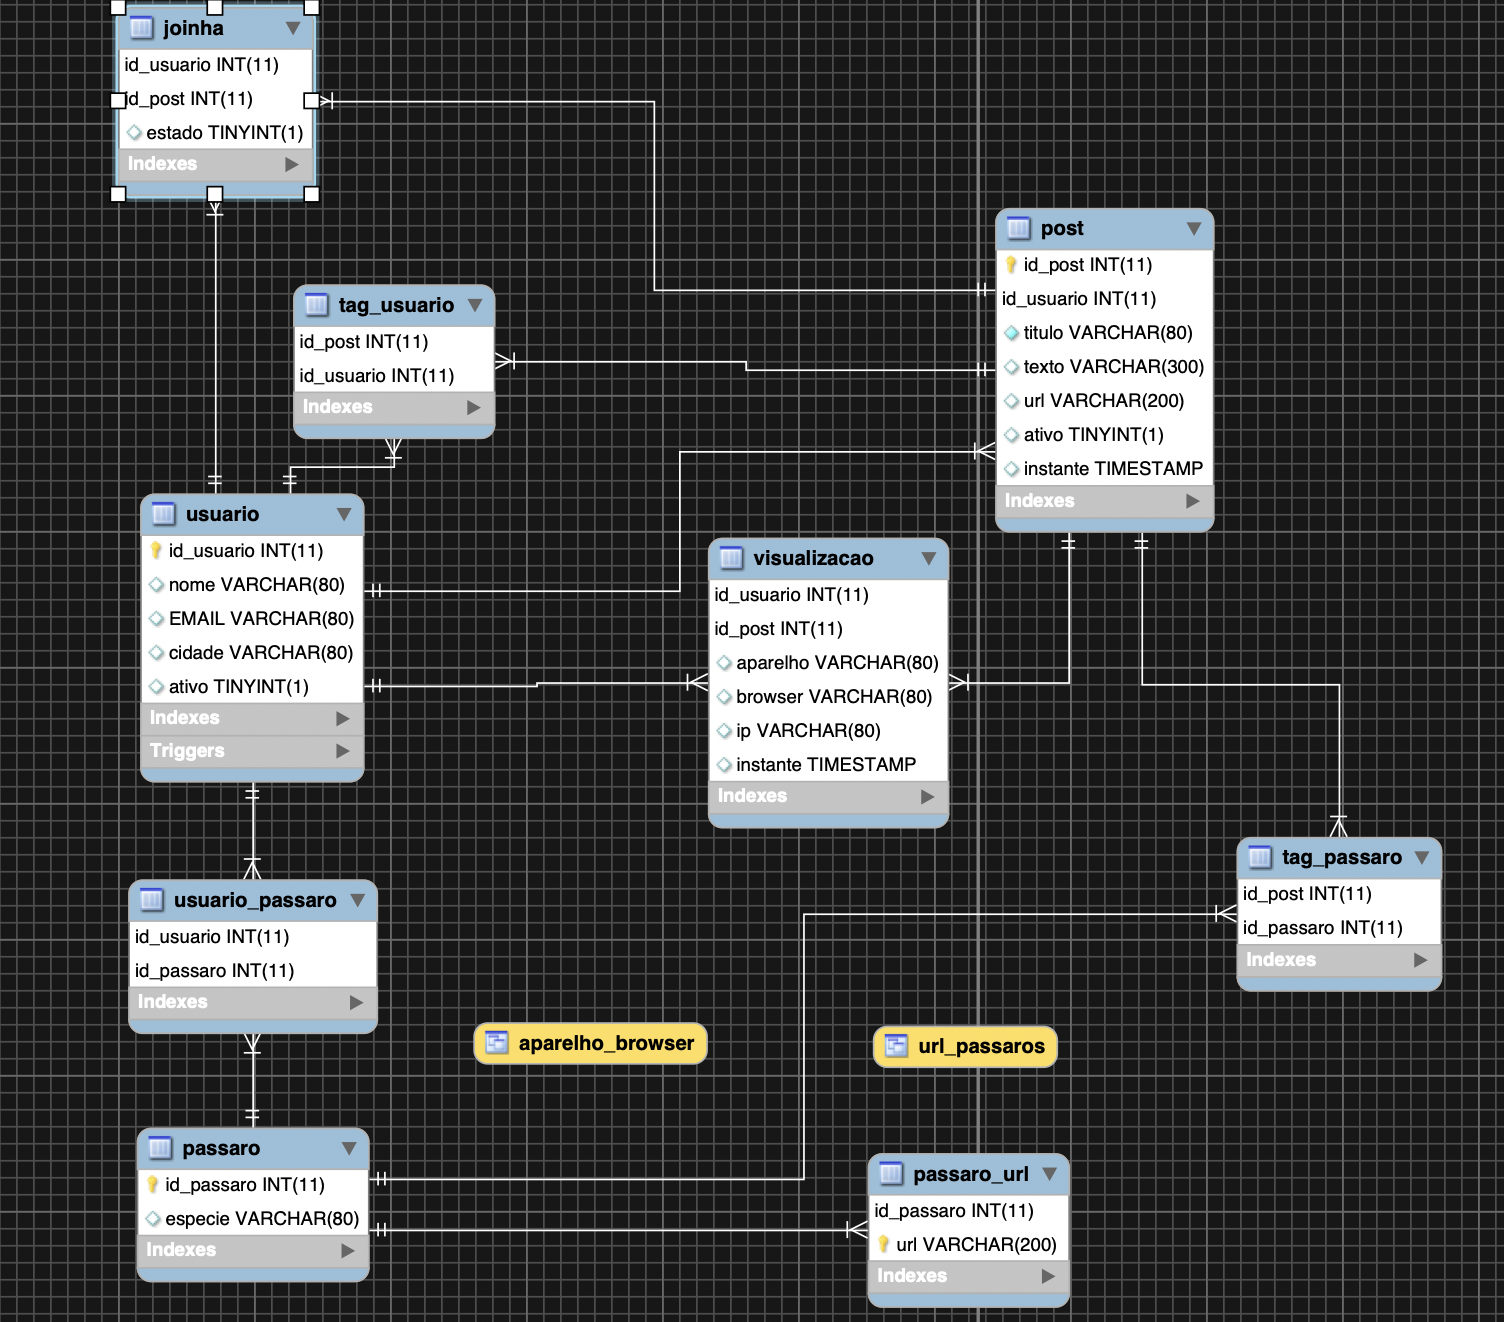 joinha
id_usuario INT(11)
id_post INT(11)
estado TINYINT(1)
Indexes
tag_usuario
id_post INT(11)
id_usuario INT(11)
Indexes
post
id_post INT(11)
id_usuario INT(11)
titulo VARCHAR(80)
texto VARCHAR(300)
url VARCHAR(200)
ativo TINYINT(1)
instante TIMESTAMP
Indexes
usuario
id_usuario INT(11)
nome VARCHAR(80)
EMAIL VARCHAR(80)
cidade VARCHAR(80)
ativo TINYINT(1)
Indexes
Triggers
visualizacao
id_usuario INT(11)
id_post INT(11)
aparelho VARCHAR(80)
browser VARCHAR(80)
ip VARCHAR(80)
instante TIMESTAMP
Indexes
usuario_passaro
id_usuario INT(11)
id_passaro INT(11)
Indexes
tag_passaro
id_post INT(11)
id_passaro INT(11)
Indexes
aparelho_browser
url_passaros
passaro
id_passaro INT(11)
especie VARCHAR(80)
Indexes
passaro_url
id_passaro INT(11)
url VARCHAR(200)
Indexes